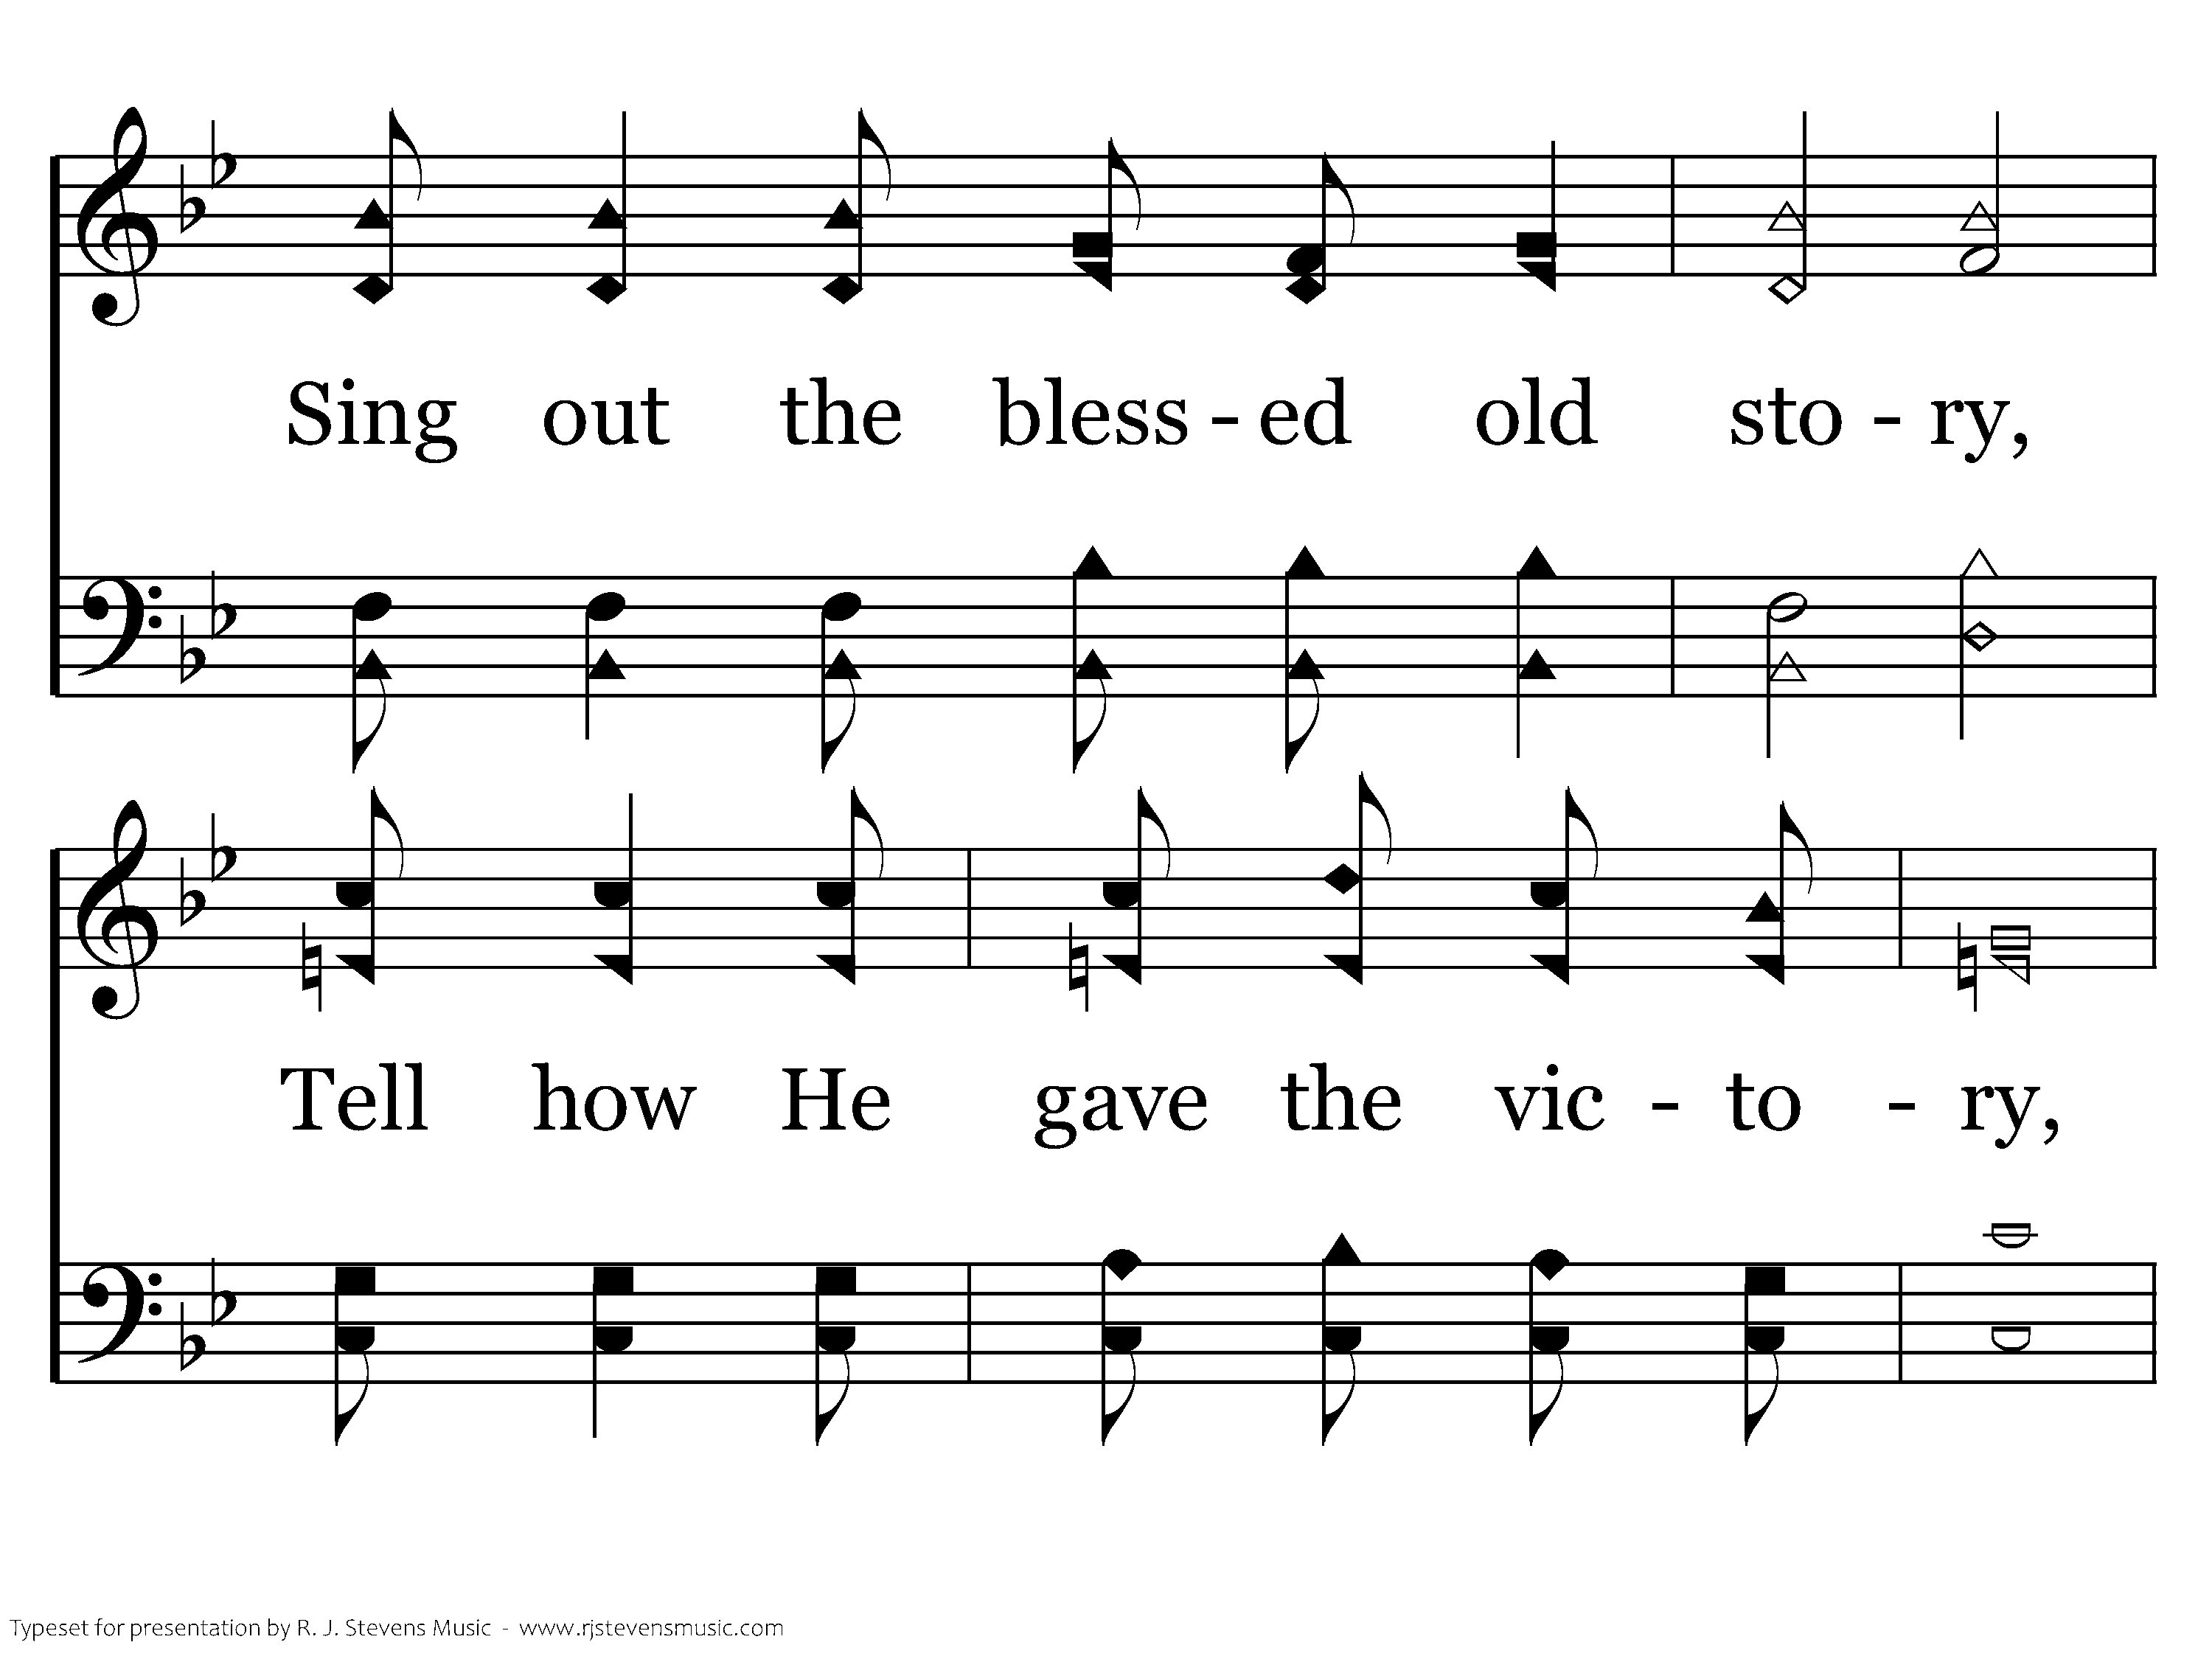 Sing out the bless - ed old sto - ry,
Tell how He gave the vic - to - ry,
Typeset for presentation by R. J. Stevens Music - www.rjstevensmusic.com